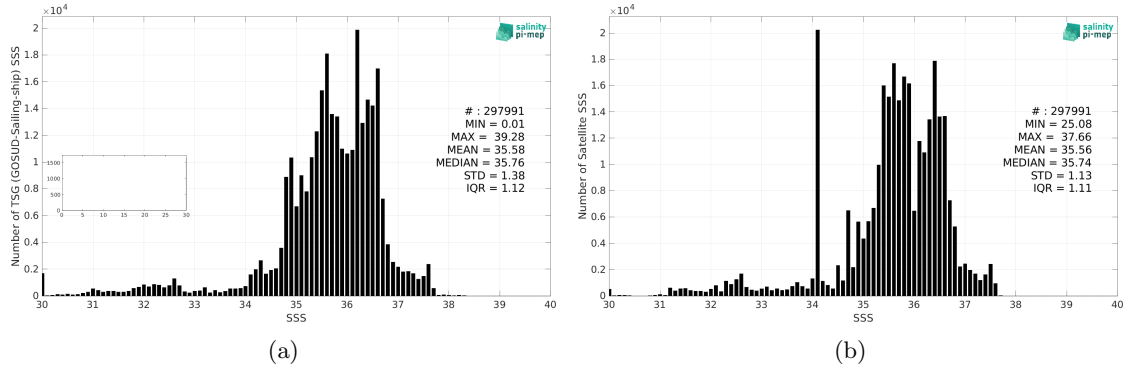 ×10⁴
2
1.8
1.6
1.4
1.2
1
0.8
0.6
0.4
0.2
0
Number of TSG (GOSUD-Sailing-ship) SSS
salinity
pi-mep
# : 297991
MIN = 0.01
MAX = 39.28
MEAN = 35.58
MEDIAN = 35.76
STD = 1.38
IQR = 1.12
1500
1000
500
0
0 5 10 15 20 25 30
30 31 32 33 34 35 36 37 38 39 40
SSS
(a)
×10⁴
2
1.8
1.6
1.4
1.2
1
0.8
0.6
0.4
0.2
0
Number of Satellite SSS
salinity
pi-mep
# : 297991
MIN = 25.08
MAX = 37.66
MEAN = 35.56
MEDIAN = 35.74
STD = 1.13
IQR = 1.11
30 31 32 33 34 35 36 37 38 39 40
SSS
(b)